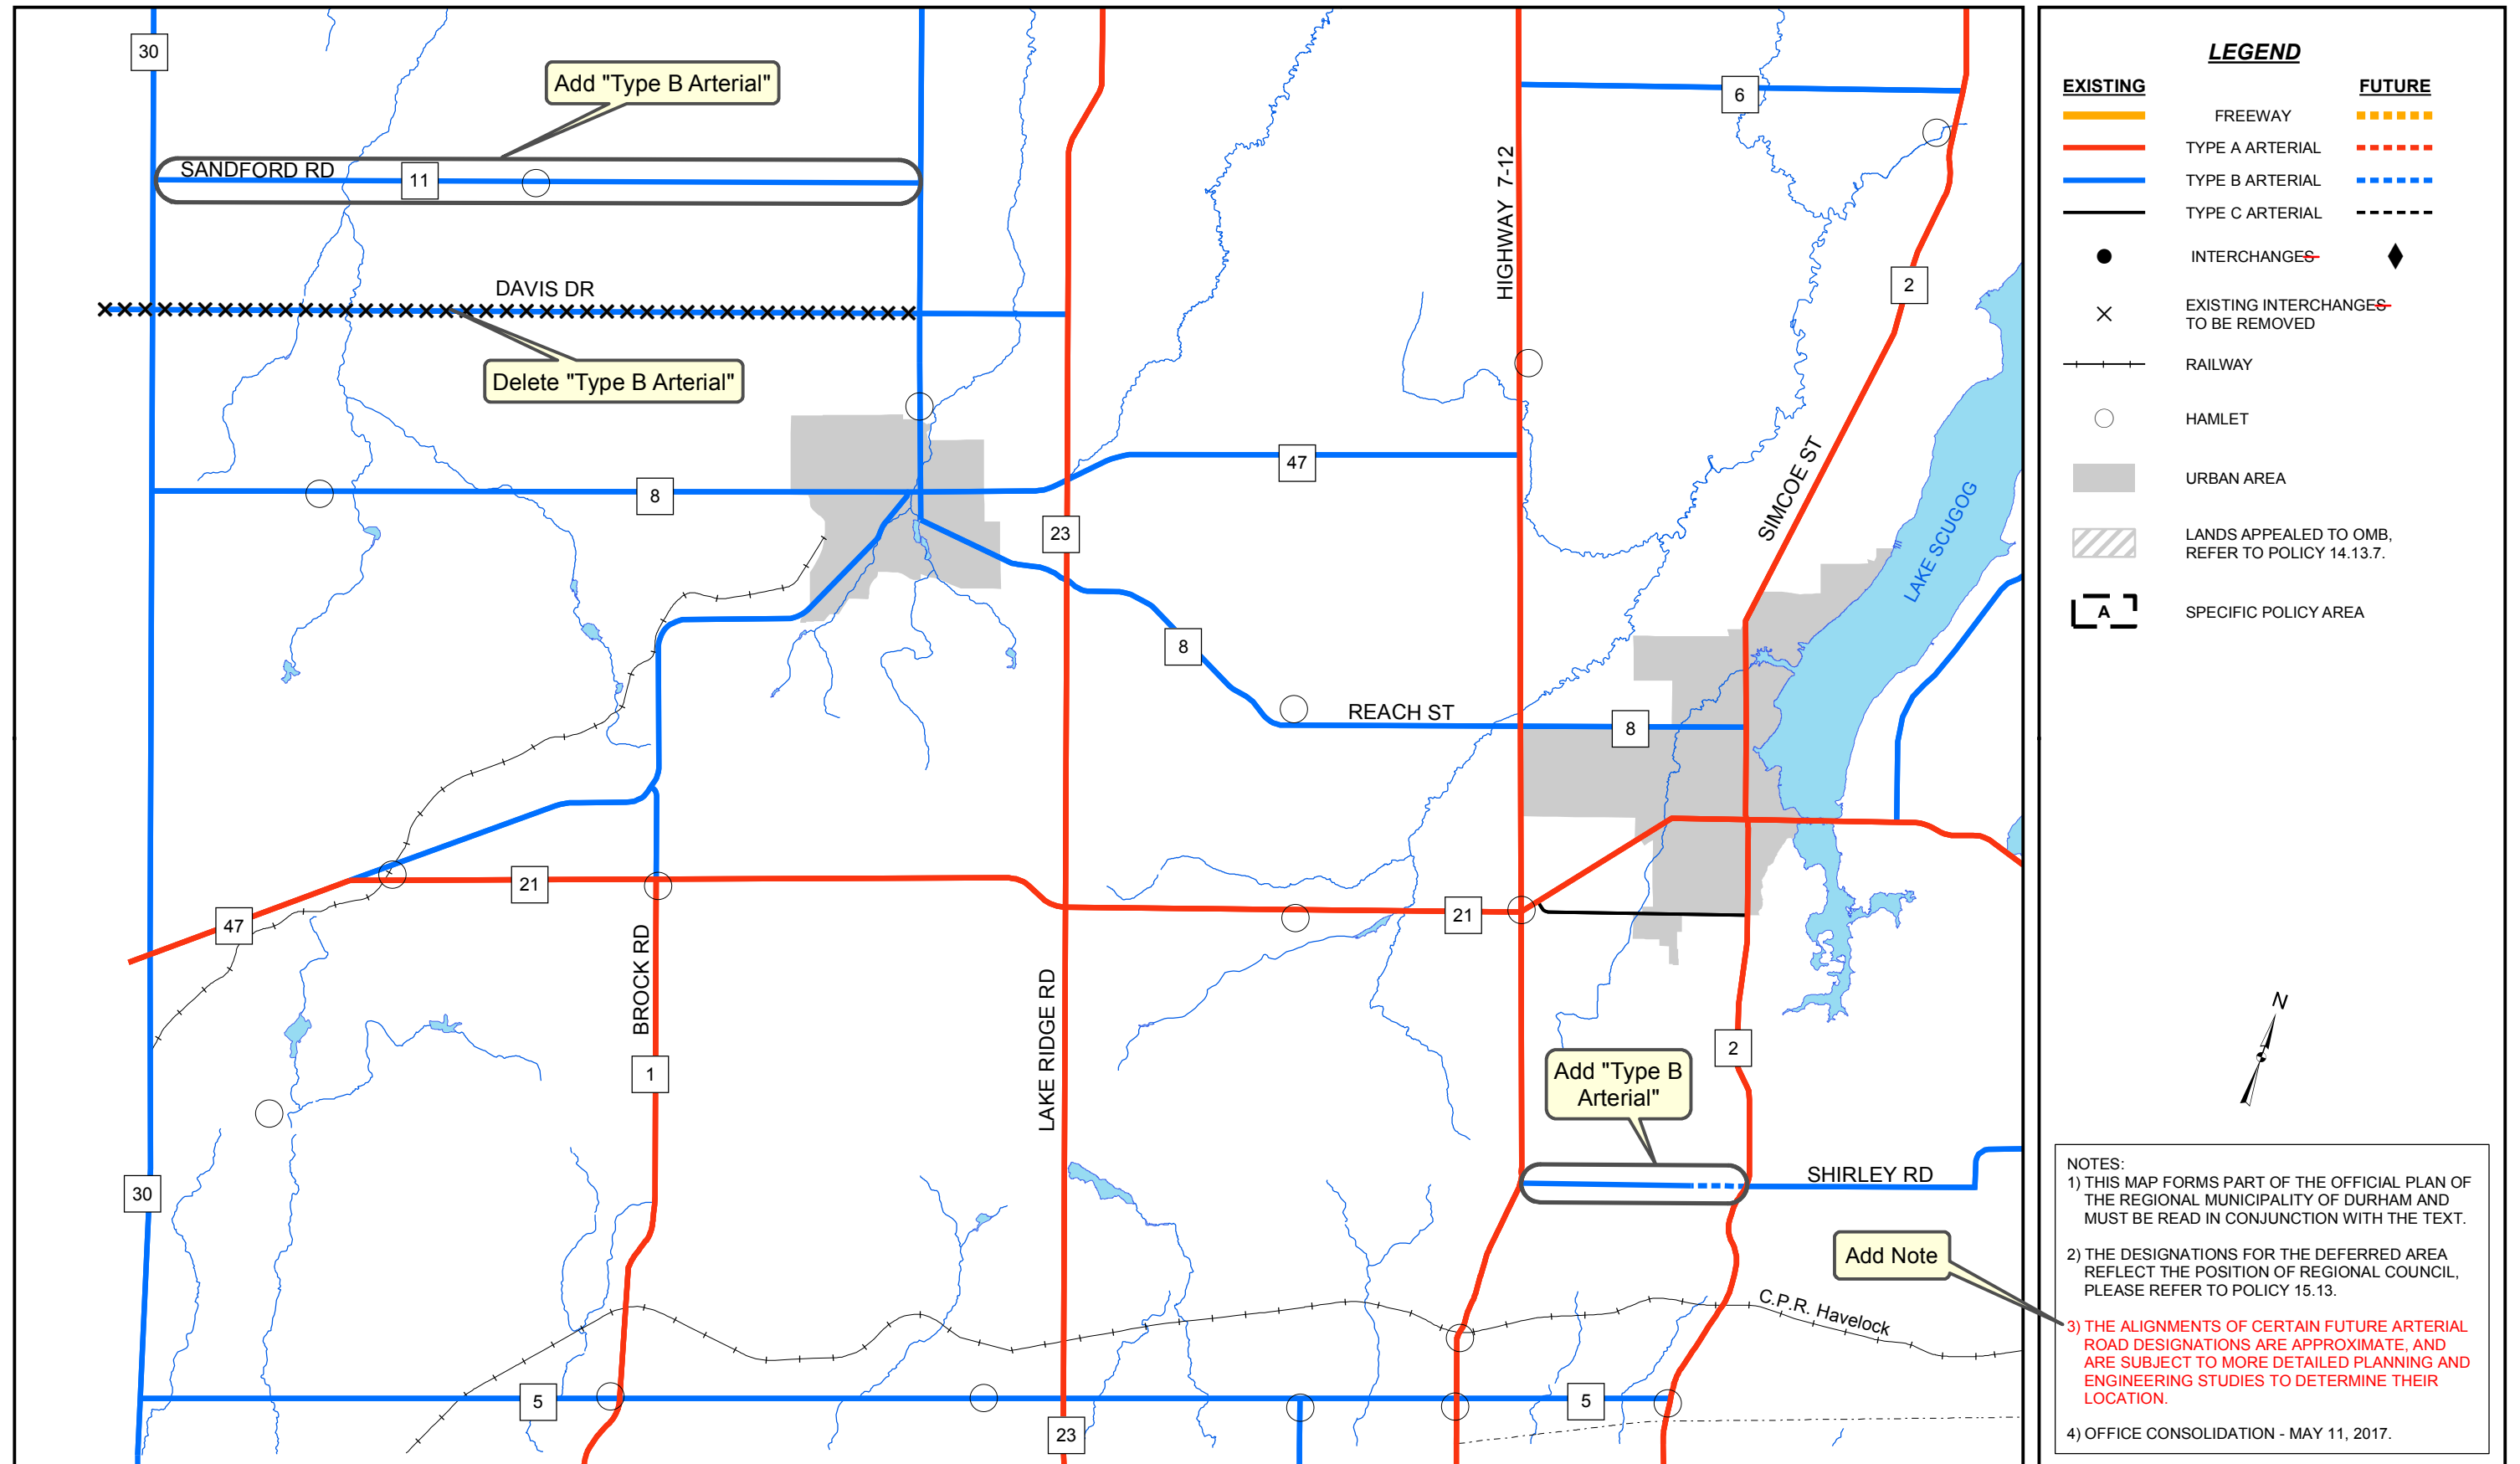 30
Add "Type B Arterial"
SANDFORD RD
11
DAVIS DR
Delete "Type B Arterial"
HIGHWAY 7-12
6
2
47
8
23
SIMCOE ST
LAKE SCUGOG
8
REACH ST
8
21
47
21
BROCK RD
LAKE RIDGE RD
1
2
Add "Type B
Arterial"
30
SHIRLEY RD
Add Note
C.P.R. Havelock
5
5
23
LEGEND
EXISTING
FUTURE
FREEWAY
TYPE A ARTERIAL
TYPE B ARTERIAL
TYPE C ARTERIAL
INTERCHANGES
EXISTING INTERCHANGES
TO BE REMOVED
RAILWAY
HAMLET
URBAN AREA
LANDS APPEALED TO OMB,
REFER TO POLICY 14.13.7.
A
SPECIFIC POLICY AREA
N
NOTES:
1) THIS MAP FORMS PART OF THE OFFICIAL PLAN OF
THE REGIONAL MUNICIPALITY OF DURHAM AND
MUST BE READ IN CONJUNCTION WITH THE TEXT.
2) THE DESIGNATIONS FOR THE DEFERRED AREA
REFLECT THE POSITION OF REGIONAL COUNCIL,
PLEASE REFER TO POLICY 15.13.
3) THE ALIGNMENTS OF CERTAIN FUTURE ARTERIAL
ROAD DESIGNATIONS ARE APPROXIMATE, AND
ARE SUBJECT TO MORE DETAILED PLANNING AND
ENGINEERING STUDIES TO DETERMINE THEIR
LOCATION.
4) OFFICE CONSOLIDATION - MAY 11, 2017.